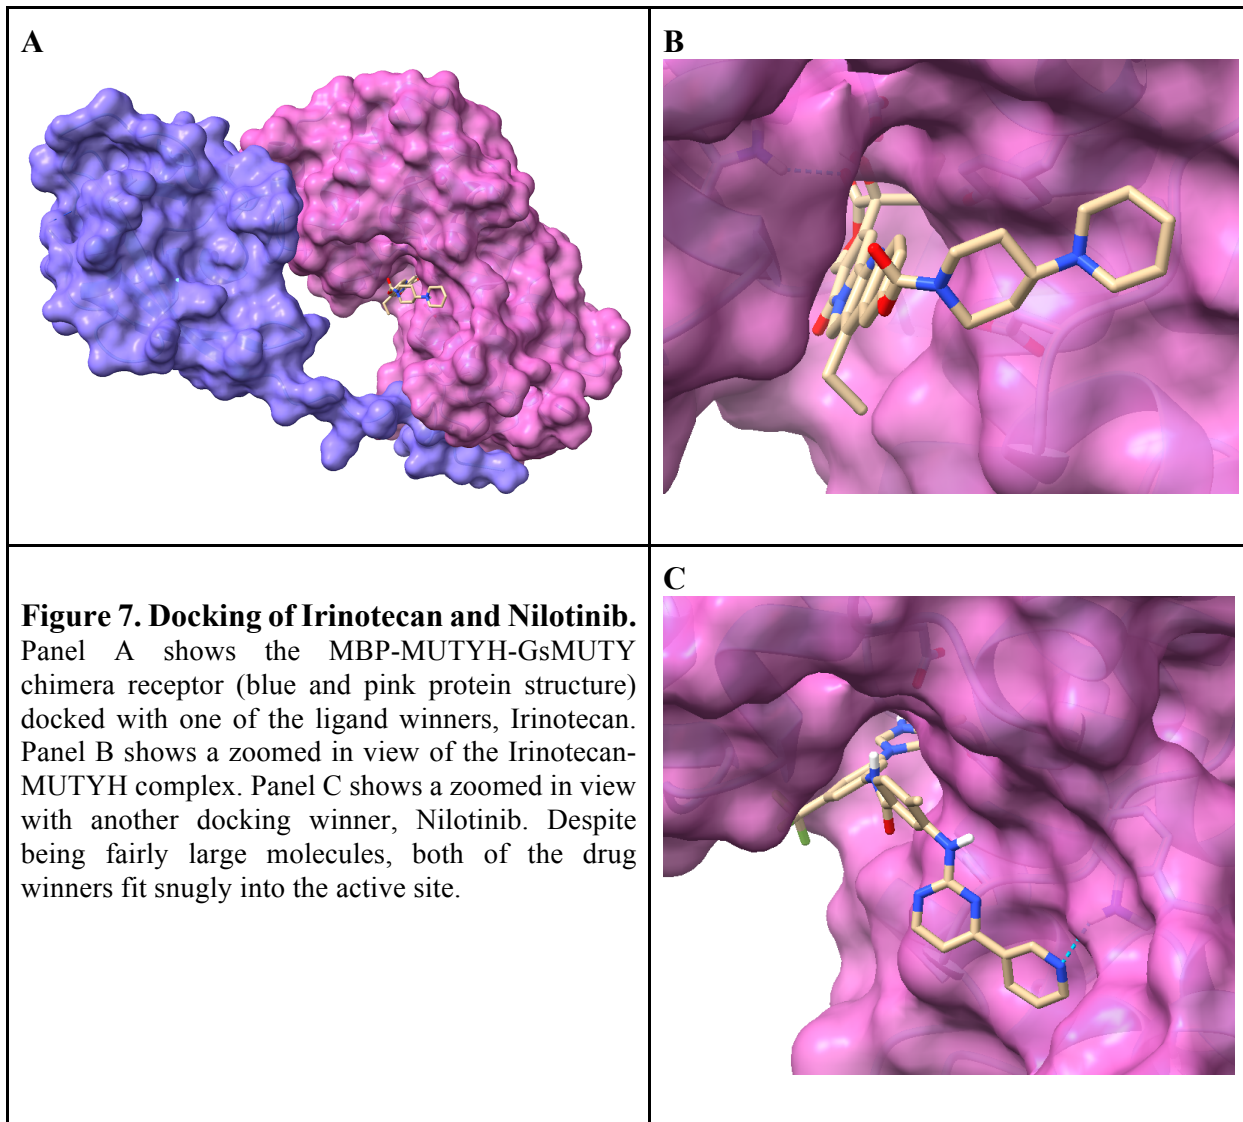 A
B
Figure 7. Docking of Irinotecan and Nilotinib.
Panel A shows the MBP-MUTYH-GsMUTY
chimera receptor (blue and pink protein structure)
docked with one of the ligand winners, Irinotecan.
Panel B shows a zoomed in view of the Irinotecan-
MUTYH complex. Panel C shows a zoomed in view
with another docking winner, Nilotinib. Despite
being fairly large molecules, both of the drug
winners fit snugly into the active site.
C